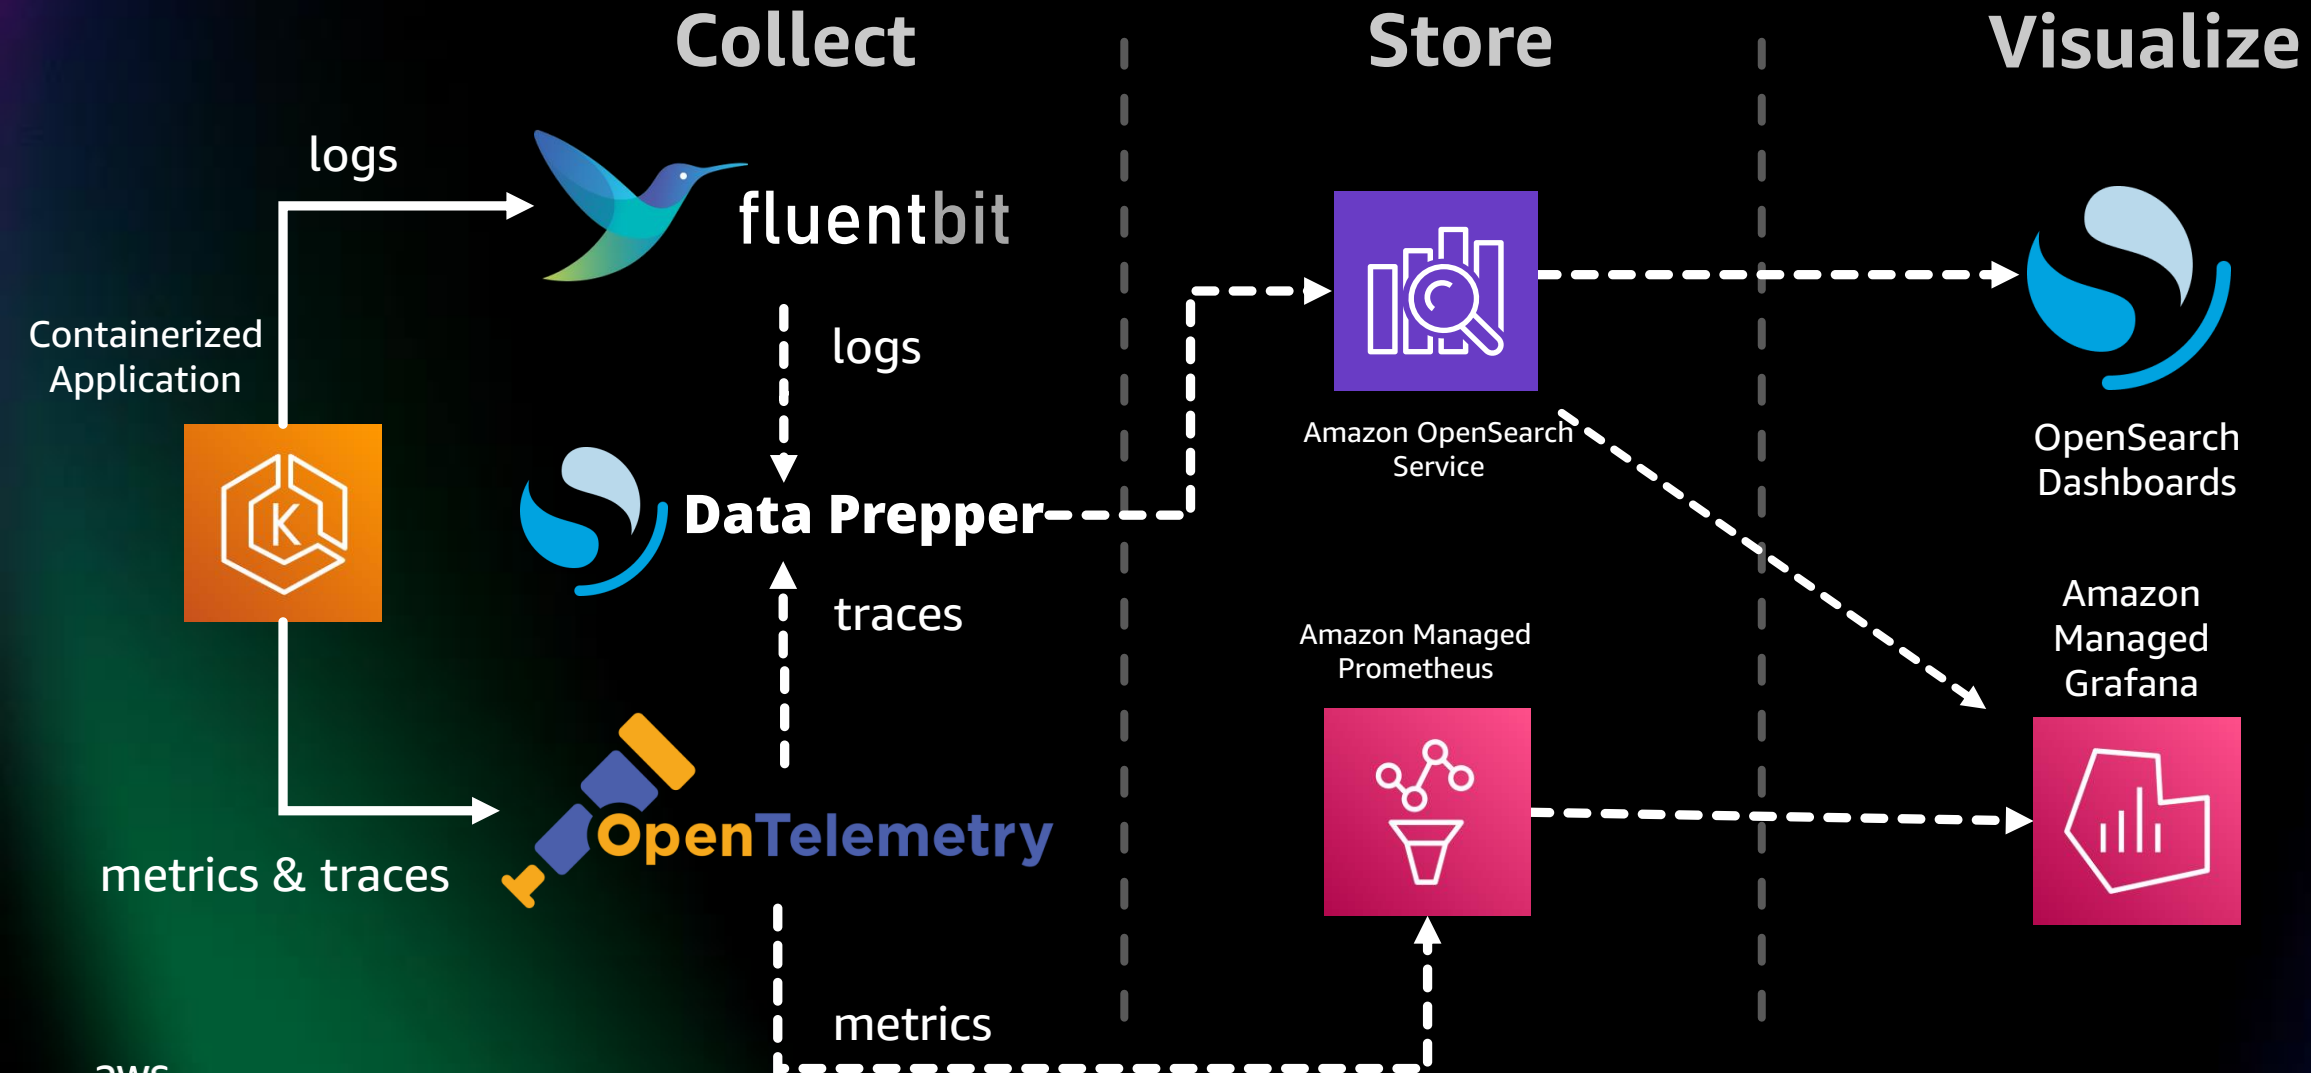 Collect
Store
Visualize
logs
fluentbit
Containerized
Application
logs
Amazon OpenSearch
Service
OpenSearch
Dashboards
K
Data Prepper
traces
Amazon Managed
Prometheus
Amazon
Managed
Grafana
OpenTelemetry
metrics & traces
metrics
aws